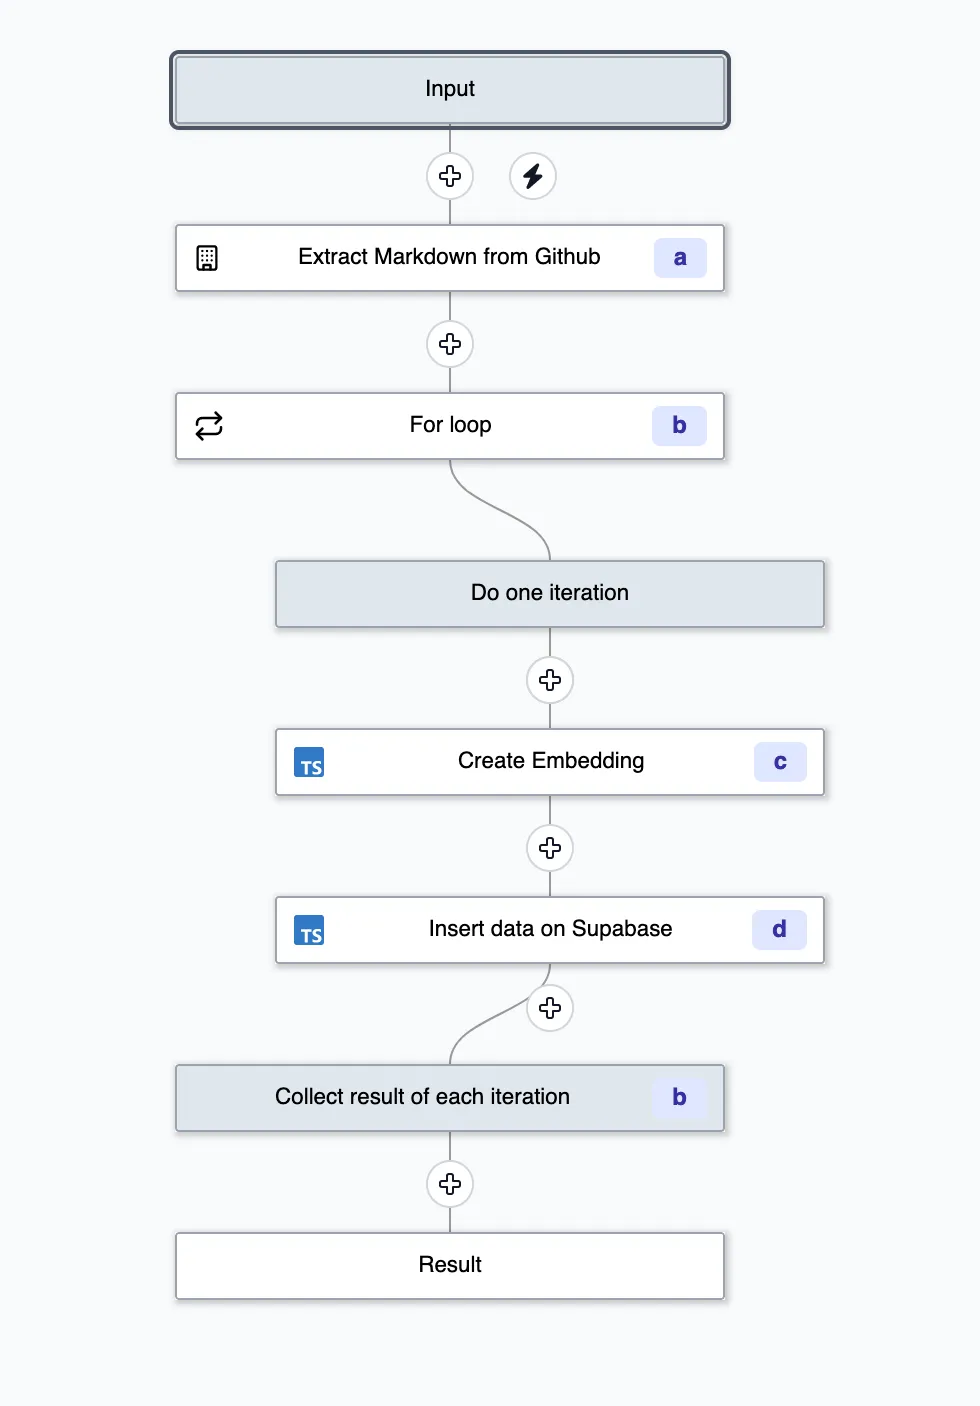 Input
Extract Markdown from Github a
For loop b
Do one iteration
TS Create Embedding c
TS Insert data on Supabase d
Collect result of each iteration b
Result